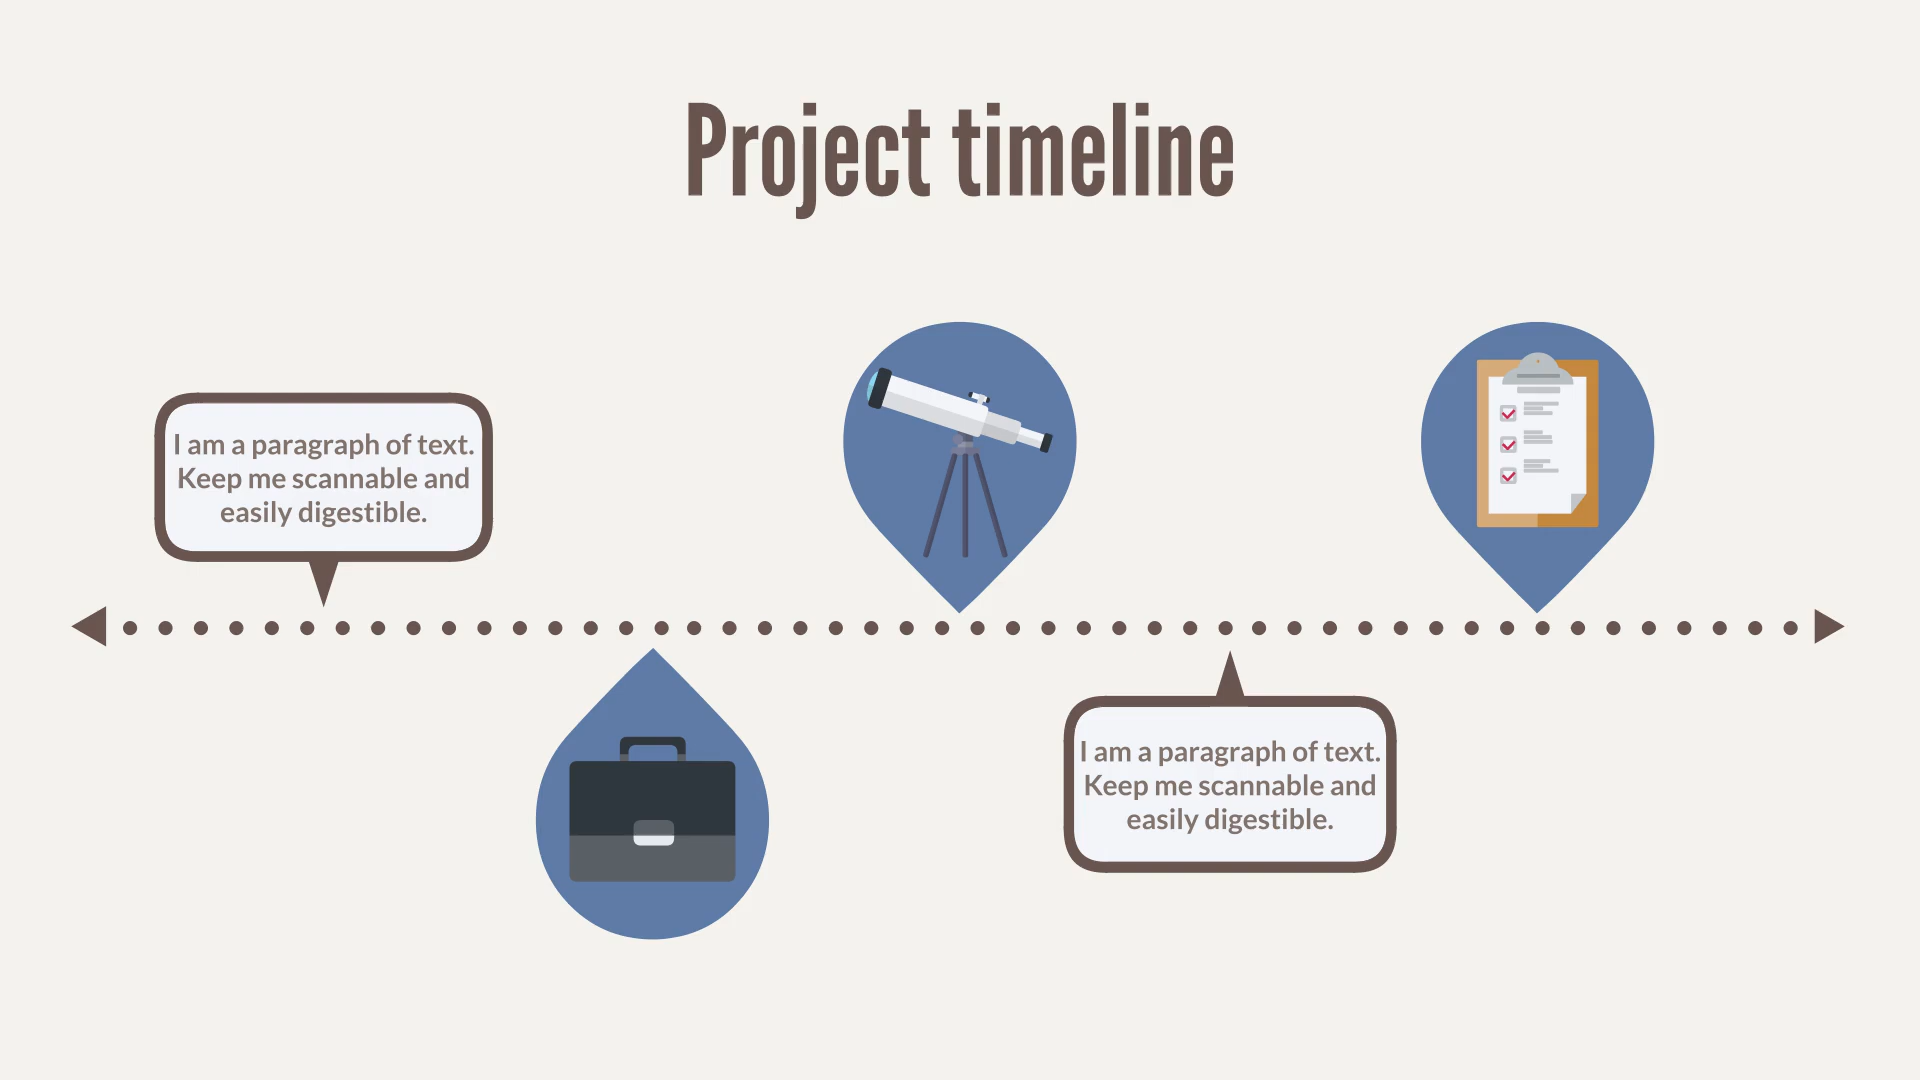 Project timeline
I am a paragraph of text.
Keep me scannable and
easily digestible.
I am a paragraph of text.
Keep me scannable and
easily digestible.